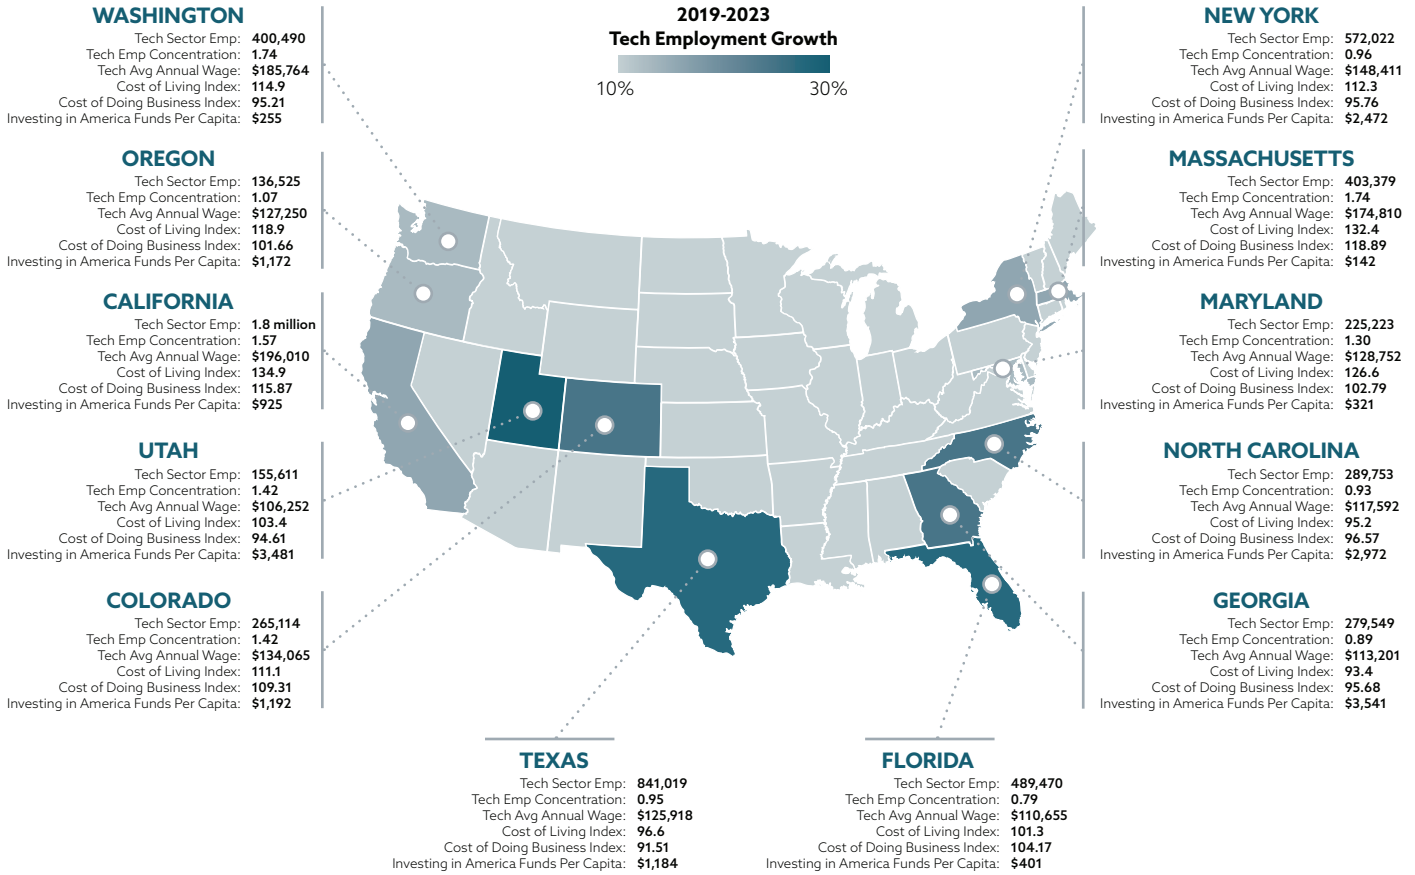 2019-2023
Tech Employment Growth
10% 30%
WASHINGTON
Tech Sector Emp: 400,490
Tech Emp Concentration: 1.74
Tech Avg Annual Wage: $185,764
Cost of Living Index: 114.9
Cost of Doing Business Index: 95.21
Investing in America Funds Per Capita: $255
OREGON
Tech Sector Emp: 136,525
Tech Emp Concentration: 1.07
Tech Avg Annual Wage: $127,250
Cost of Living Index: 118.9
Cost of Doing Business Index: 101.66
Investing in America Funds Per Capita: $1,172
CALIFORNIA
Tech Sector Emp: 1.8 million
Tech Emp Concentration: 1.57
Tech Avg Annual Wage: $196,010
Cost of Living Index: 134.9
Cost of Doing Business Index: 115.87
Investing in America Funds Per Capita: $925
UTAH
Tech Sector Emp: 155,611
Tech Emp Concentration: 1.42
Tech Avg Annual Wage: $106,252
Cost of Living Index: 103.4
Cost of Doing Business Index: 94.61
Investing in America Funds Per Capita: $3,481
COLORADO
Tech Sector Emp: 265,114
Tech Emp Concentration: 1.42
Tech Avg Annual Wage: $134,065
Cost of Living Index: 111.1
Cost of Doing Business Index: 109.31
Investing in America Funds Per Capita: $1,192
TEXAS
Tech Sector Emp: 841,019
Tech Emp Concentration: 0.95
Tech Avg Annual Wage: $125,918
Cost of Living Index: 96.6
Cost of Doing Business Index: 91.51
Investing in America Funds Per Capita: $1,184
FLORIDA
Tech Sector Emp: 489,470
Tech Emp Concentration: 0.79
Tech Avg Annual Wage: $110,655
Cost of Living Index: 101.3
Cost of Doing Business Index: 104.17
Investing in America Funds Per Capita: $401
NEW YORK
Tech Sector Emp: 572,022
Tech Emp Concentration: 0.96
Tech Avg Annual Wage: $148,411
Cost of Living Index: 112.3
Cost of Doing Business Index: 95.76
Investing in America Funds Per Capita: $2,472
MASSACHUSETTS
Tech Sector Emp: 403,379
Tech Emp Concentration: 1.74
Tech Avg Annual Wage: $174,810
Cost of Living Index: 132.4
Cost of Doing Business Index: 118.89
Investing in America Funds Per Capita: $142
MARYLAND
Tech Sector Emp: 225,223
Tech Emp Concentration: 1.30
Tech Avg Annual Wage: $128,752
Cost of Living Index: 126.6
Cost of Doing Business Index: 102.79
Investing in America Funds Per Capita: $321
NORTH CAROLINA
Tech Sector Emp: 289,753
Tech Emp Concentration: 0.93
Tech Avg Annual Wage: $117,592
Cost of Living Index: 95.2
Cost of Doing Business Index: 96.57
Investing in America Funds Per Capita: $2,972
GEORGIA
Tech Sector Emp: 279,549
Tech Emp Concentration: 0.89
Tech Avg Annual Wage: $113,201
Cost of Living Index: 93.4
Cost of Doing Business Index: 95.68
Investing in America Funds Per Capita: $3,541